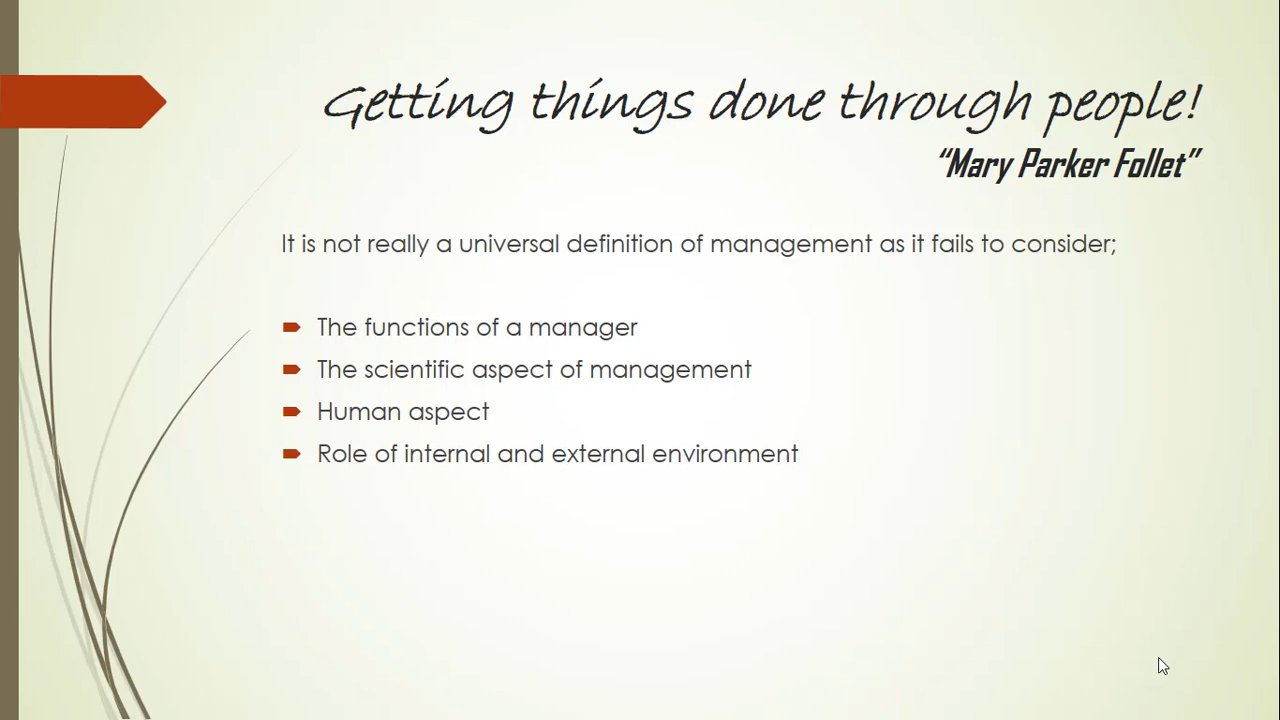 Getting things done through people!
“Mary Parker Follet”
It is not really a universal definition of management as it fails to consider;
The functions of a manager
The scientific aspect of management
Human aspect
Role of internal and external environment